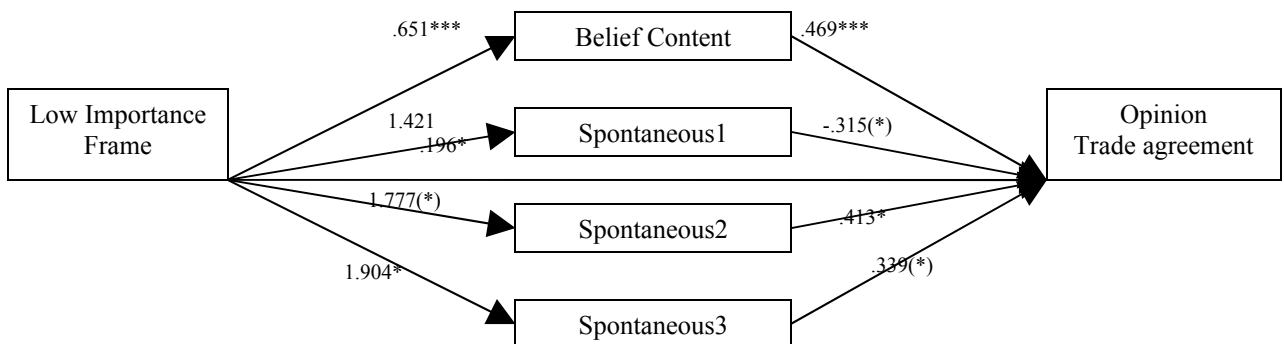 .651***
Belief Content
.469***
Low Importance
Frame
1.421
.196*
Spontaneous1
-.315(*)
Opinion
Trade agreement
1.777(*)
Spontaneous2
.413*
1.904*
.339(*)
Spontaneous3